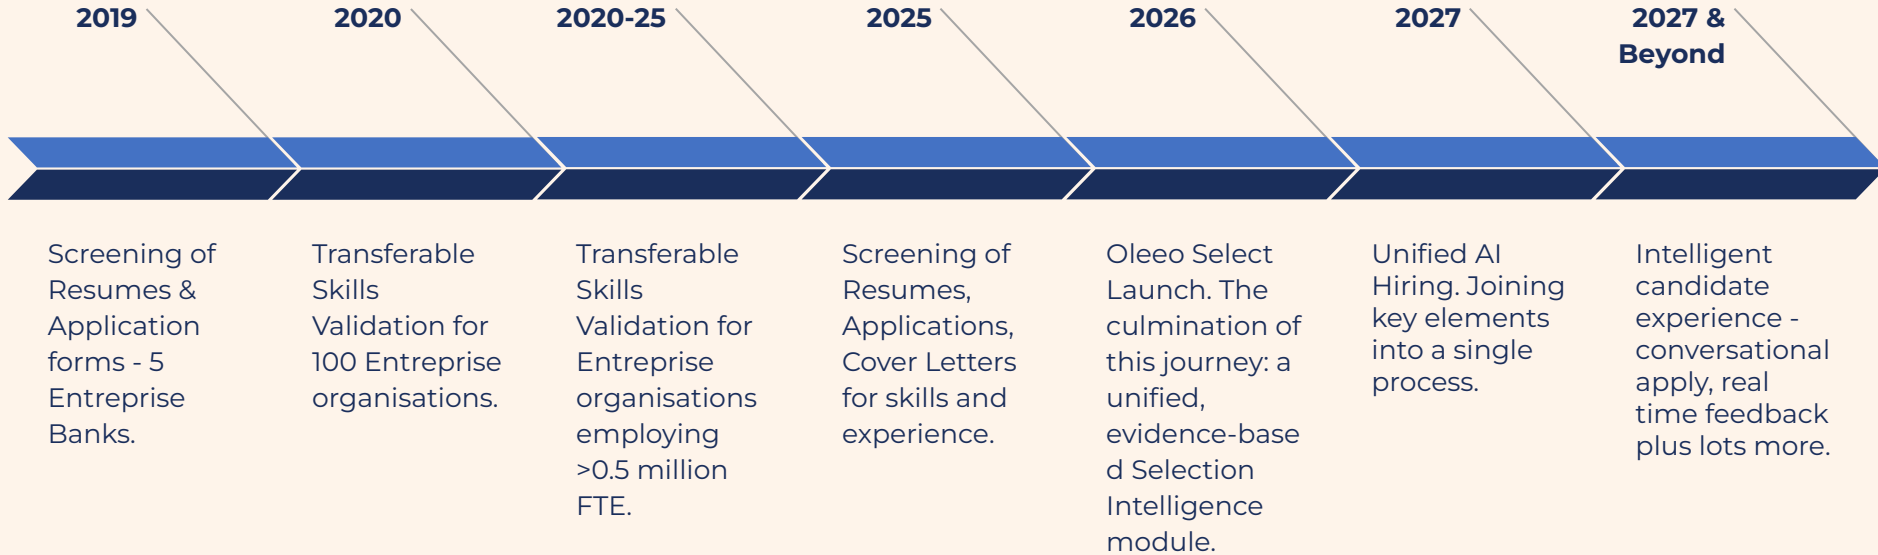 2019
Screening of
Resumes &
Application
forms - 5
Entreprise
Banks.
2020
Transferable
Skills
Validation for
100 Entreprise
organisations.
2020-25
Transferable
Skills
Validation for
Entreprise
organisations
employing
>0.5 million
FTE.
2025
Screening of
Resumes,
Applications,
Cover Letters
for skills and
experience.
2026
Oleeo Select
Launch. The
culmination of
this journey: a
unified,
evidence-base
d Selection
Intelligence
module.
2027
Unified AI
Hiring. Joining
key elements
into a single
process.
2027 &
Beyond
Intelligent
candidate
experience -
conversational
apply, real
time feedback
plus lots more.